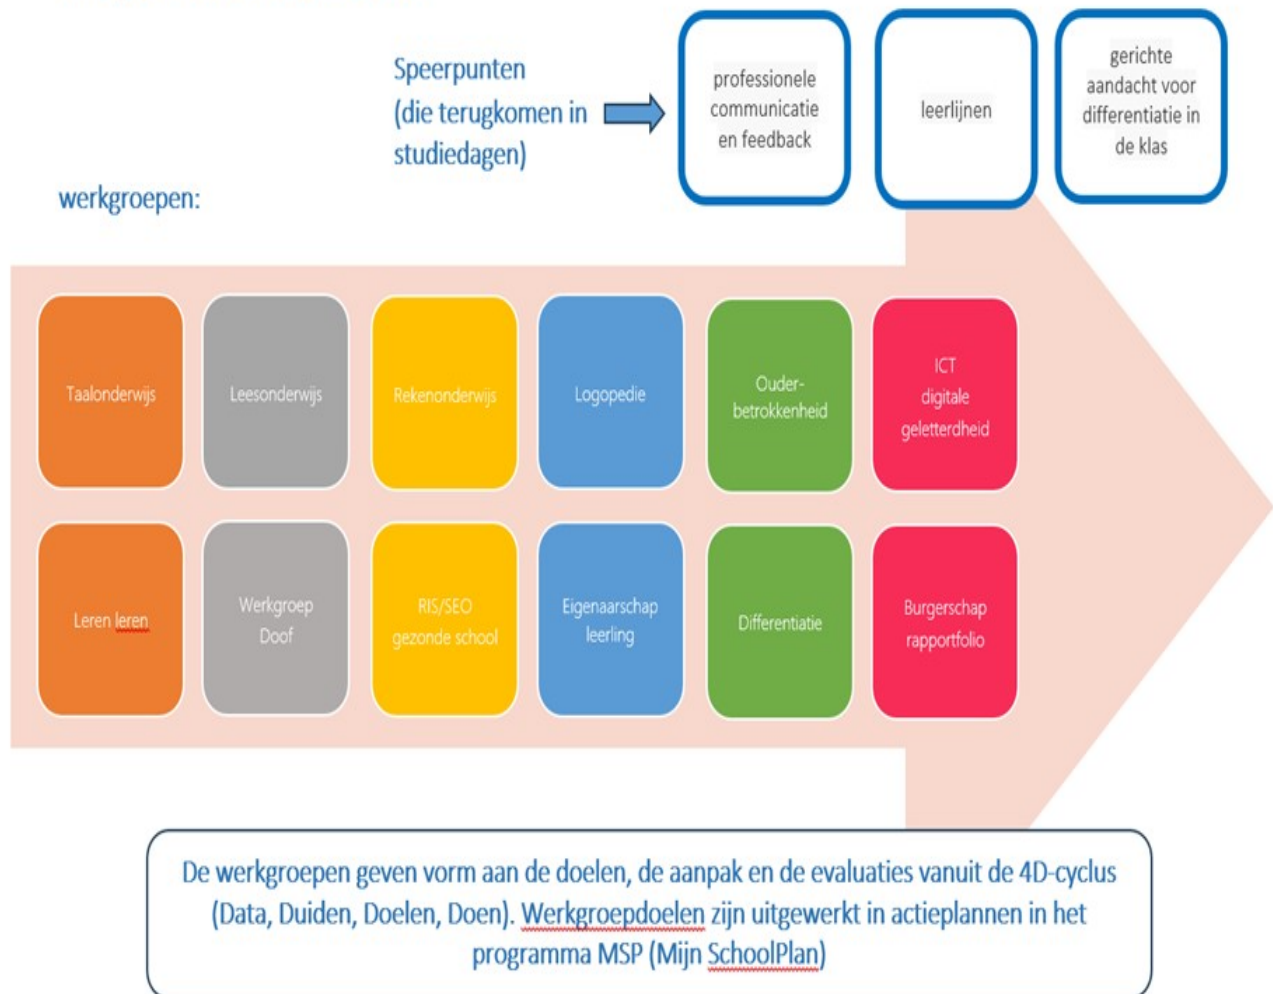 Speerpunten
(die terugkomen in
studiedagen)
professionele
communicatie
en feedback
leerlijnen
gerichte
aandacht voor
differentiatie in
de klas
werkgroepen:
Taalonderwijs
Leesonderwijs
Rekenonderwijs
Logopedie
Ouder-
betrokkenheid
ICT
digitale
geletterdheid
Leren leren
Werkgroep
Doof
RIS/SEO
gezonde school
Eigenaarschap
leerling
Differentiatie
Burgerschap
rapportfolio
De werkgroepen geven vorm aan de doelen, de aanpak en de evaluaties vanuit de 4D-cyclus
(Data, Duiden, Doelen, Doen). Werkgroepdoelen zijn uitgewerkt in actieplannen in het
programma MSP (Mijn SchoolPlan)